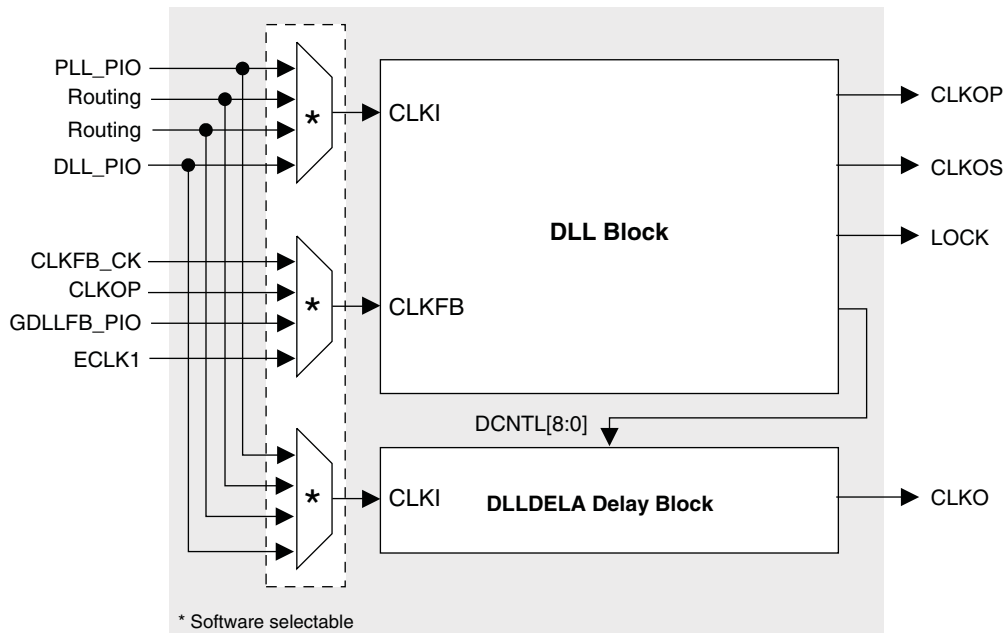 PLL_PIO
Routing
Routing
DLL_PIO
*
CLKI
CLKFB_CK
CLKOP
GDLLFB_PIO
ECLK1
*
CLKFB
DLL Block
CLKOP
CLKOS
LOCK
DCNTL[8:0]
*
CLKI
DLLDELA Delay Block
CLKO
* Software selectable